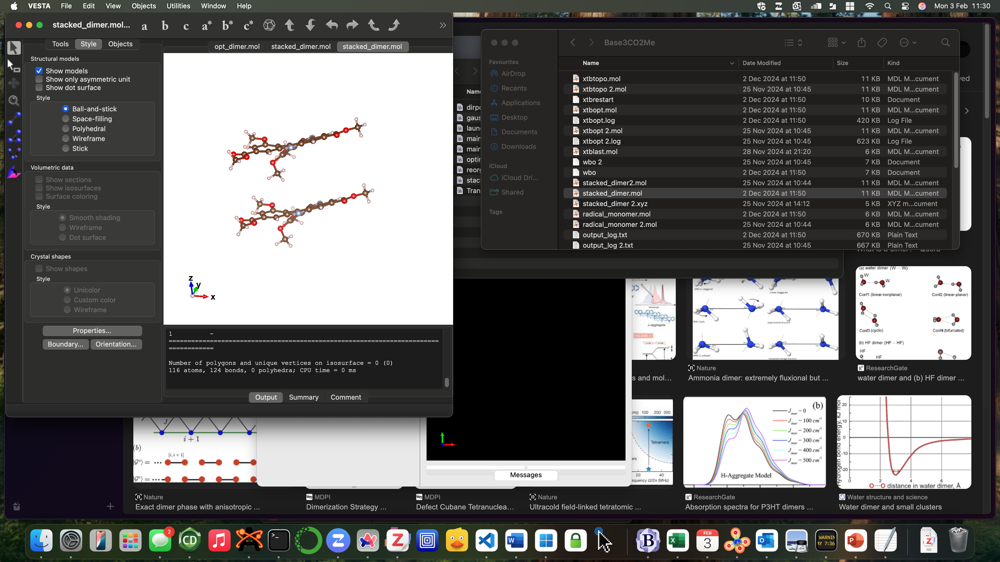 VESTA File Edit View Objects Utilities Window Help
Mon 3 Feb 11:30
stacked_dimer.mol...
a b c a* b* c*
Tools Style Objects
opt_dimer.mol stacked_dimer.mol stacked_dimer.mol
Structural models
Show models
Show only asymmetric unit
Show dot surface
Style
Ball-and-stick
Space-filling
Polyhedral
Wireframe
Stick
Volumetric data
Show sections
Show isosurfaces
Surface coloring
Style
Smooth shading
Wireframe
Dot surface
Crystal shapes
Show shapes
Style
Unicolor
Custom color
Wireframe
Properties...
Boundary... Orientation...
z
y
x
1 -
Number of polygons and unique vertices on isosurface = 0 (0)
116 atoms, 124 bonds, 0 polyhedra; CPU time = 0 ms
Output Summary Comment
Base3CO2Me
Favourites
AirDrop
Recents
Applications
Desktop
Documents
Downloads
iCloud
iCloud Dri...
Shared
Tags
Name Date Modified Size Kind
xtbtopo.mol 2 Dec 2024 at 11:50 11 KB MDL M...cument
xtbtopo 2.mol 25 Nov 2024 at 10:45 11 KB MDL M...cument
xtbrestart 2 Dec 2024 at 11:50 10 KB Document
xtbopt.mol 2 Dec 2024 at 11:50 11 KB MDL M...cument
xtbopt.log 2 Dec 2024 at 11:50 420 KB Log File
xtbopt 2.mol 25 Nov 2024 at 10:45 11 KB MDL M...cument
xtbopt 2.log 25 Nov 2024 at 10:45 623 KB Log File
xtblast.mol 28 Nov 2024 at 21:20 6 KB MDL M...cument
wbo 2 25 Nov 2024 at 10:45 7 KB Document
wbo 2 Dec 2024 at 11:50 7 KB Document
stacked_dimer2.mol 25 Nov 2024 at 10:44 11 KB MDL M...cument
stacked_dimer.mol 2 Dec 2024 at 11:50 11 KB MDL M...cument
stacked_dimer 2.xyz 25 Nov 2024 at 14:12 5 KB XYZ m...cument
radical_monomer.mol 2 Dec 2024 at 11:50 6 KB MDL M...cument
radical_monomer 2.mol 25 Nov 2024 at 10:44 6 KB MDL M...cument
output_log.txt 2 Dec 2024 at 11:50 670 KB Plain Text
output_log 2.txt 25 Nov 2024 at 10:45 667 KB Plain Text
J-aggregate
s and mol...
Nature
Ammonia dimer: extremely fluxional but ...
(a) water dimer (W ··· W)
W
W
Conf1 (linear-nonplanar) Conf2 (linear-planar)
Conf3 (cyclic) Conf4 (bifurcated)
(b) HF dimer (HF ··· HF)
HF
HF
ResearchGate
water dimer and (b) HF dimer ...
J
i + 1
(b)
[i, i+1]
Nature
Exact dimer phase with anisotropic ...
Messages
MDPI
Dimerization Strategy ...
MDPI
Defect Cubane Tetranuclea...
100 200 300
Tetramers
20 40
equency Ω/2π (MHz)
Nature
Ultracold field-linked tetratomic ...
(b)
J inter = 0
J inter = 100 cm-1
J inter = 200 cm-1
J inter = 300 cm-1
J inter = 400 cm-1
J inter = 500 cm-1
H-Aggregate Model
ResearchGate
Absorption spectra for P3HT dimers ...
Hydrogen bond energy, kJ mol
20
10
0
-10
-20
0 2 4 6
O···O distance in water dimer, Å
Water structure and science
Water dimer and small clusters
2
CD
FEB
3
WARNIN
AY 7:36
RIS